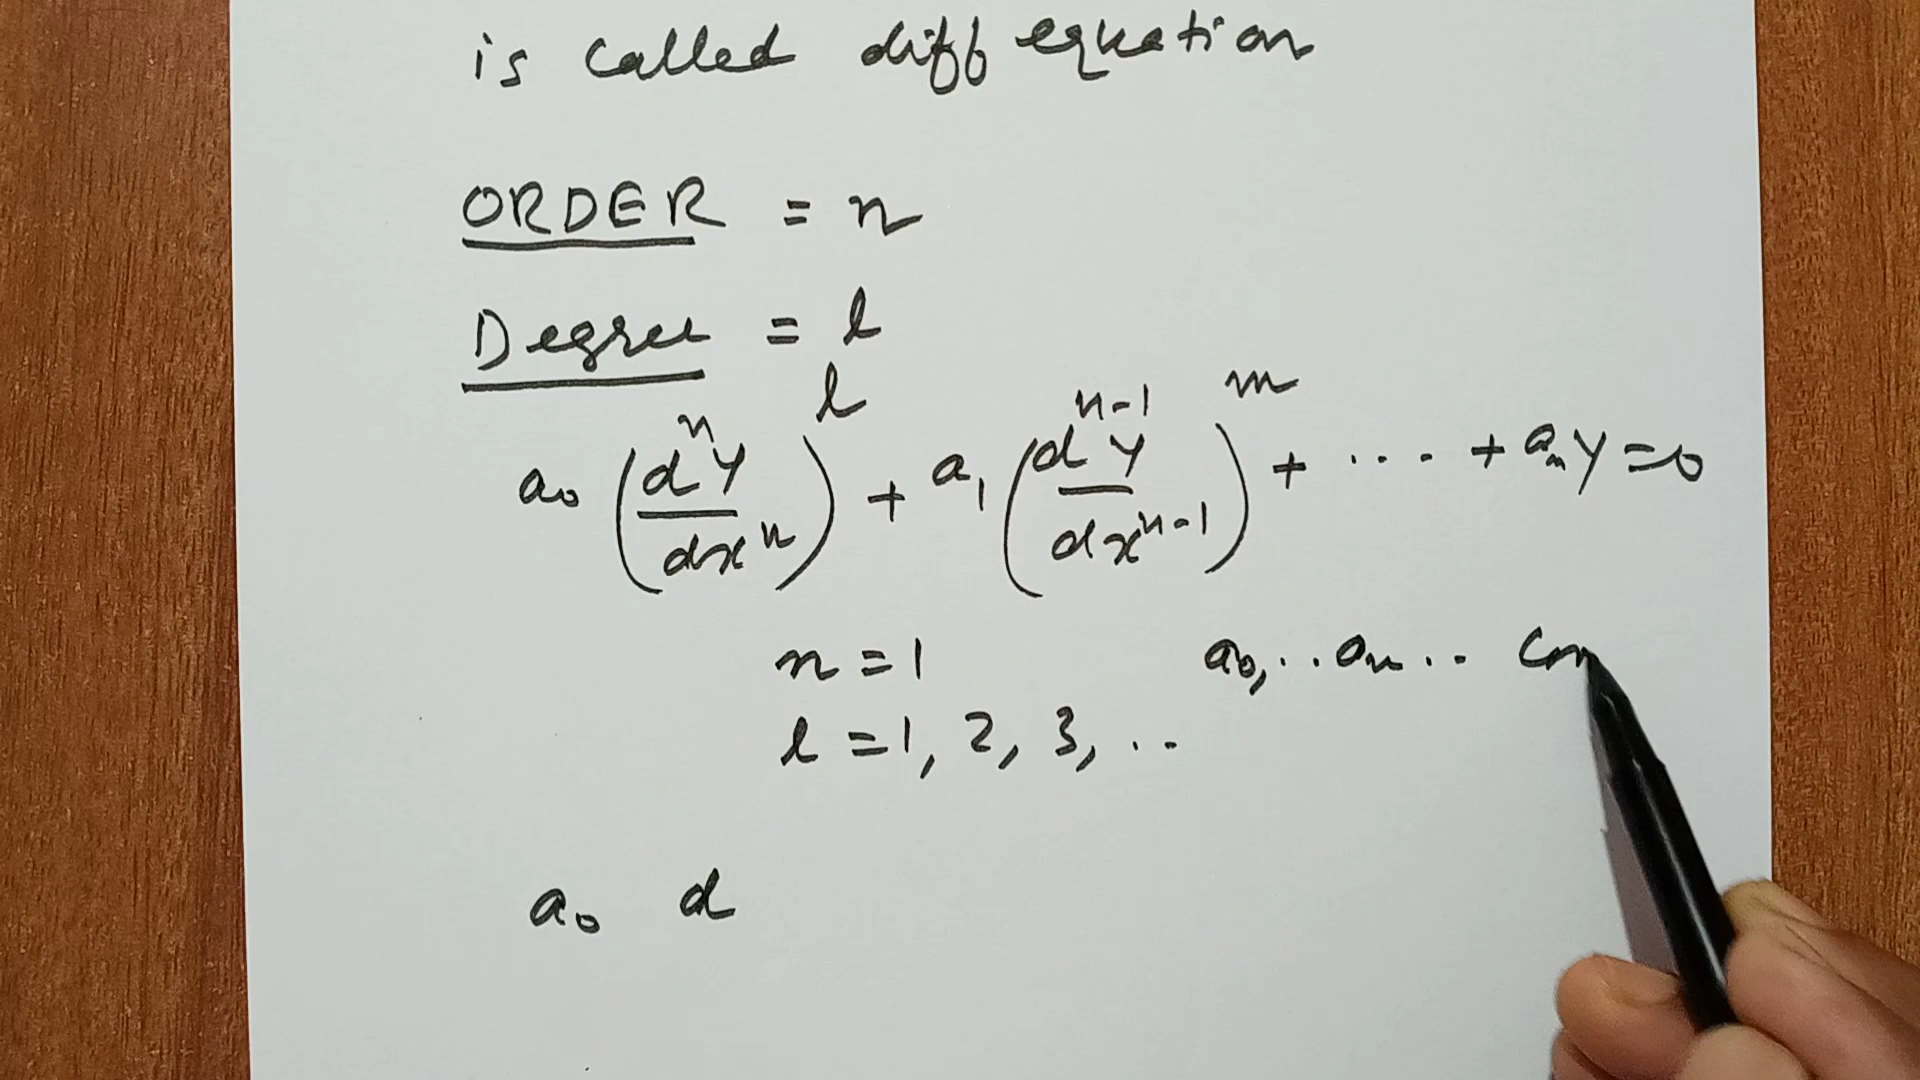 is called diff equation
ORDER = n
Degree = l
a₀ (dⁿy/dxⁿ)ˡ + a₁ (dⁿ⁻¹y/dxⁿ⁻¹)ᵐ + .... + aₙy = 0
n = 1 a₀, .. aₙ .. Con
l = 1, 2, 3, ..
a₀ d